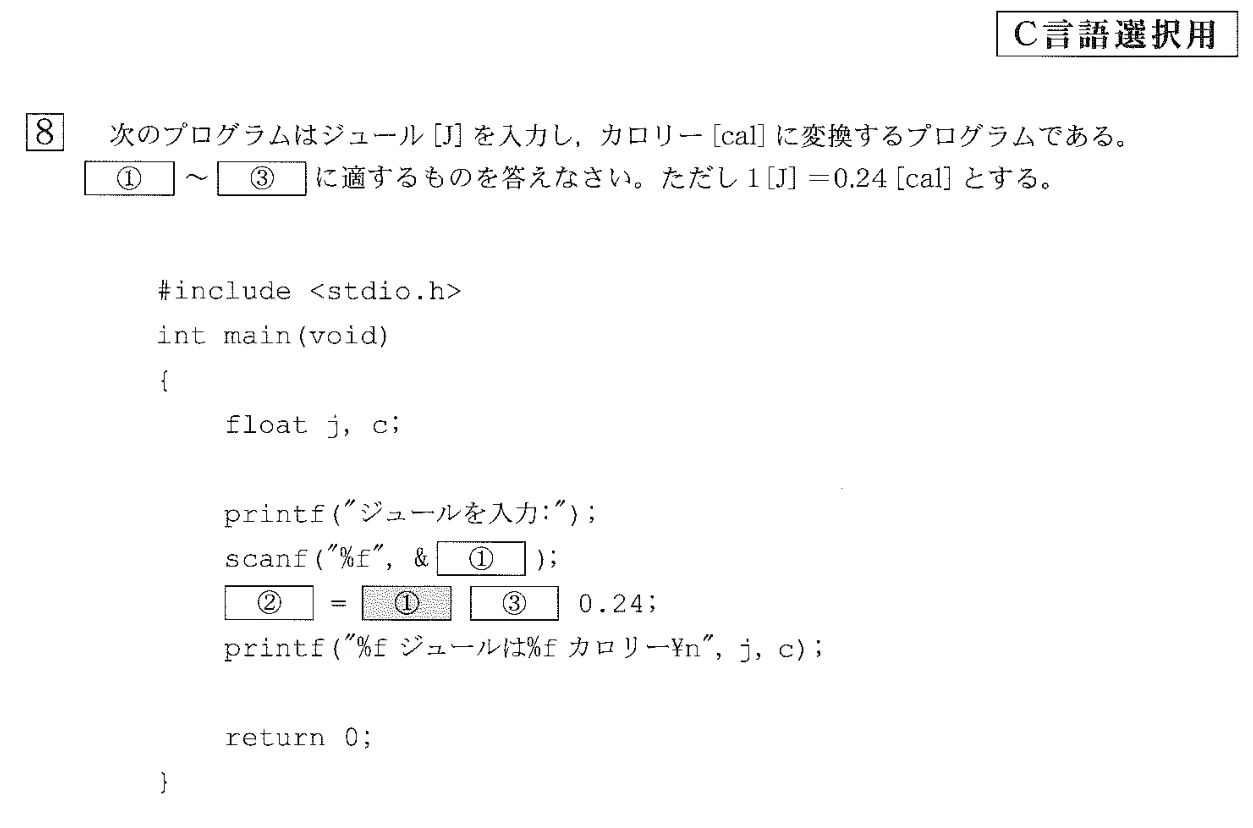 C言語選択用
8 次のプログラムはジュール[J]を入力し，カロリー[cal]に変換するプログラムである。
① ～ ③ に適するものを答えなさい。ただし1[J]＝0.24[cal]とする。
#include <stdio.h>
int main(void)
{
float j, c;
printf("ジュールを入力:");
scanf("%f", & ① );
② = ① ③ 0.24;
printf("%f ジュールは%f カロリー¥n", j, c);
return 0;
}